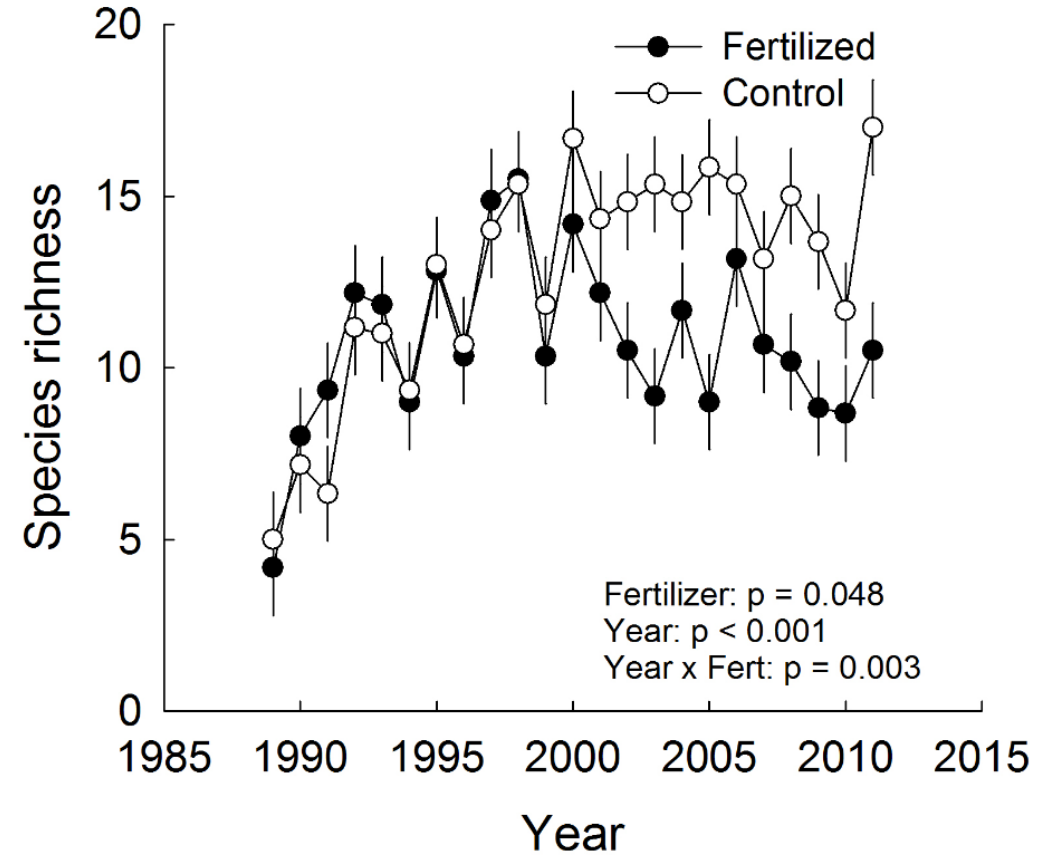 Fertilized
Control
20
15
10
5
0
Species richness
Fertilizer: p = 0.048
Year: p < 0.001
Year x Fert: p = 0.003
1985 1990 1995 2000 2005 2010 2015
Year